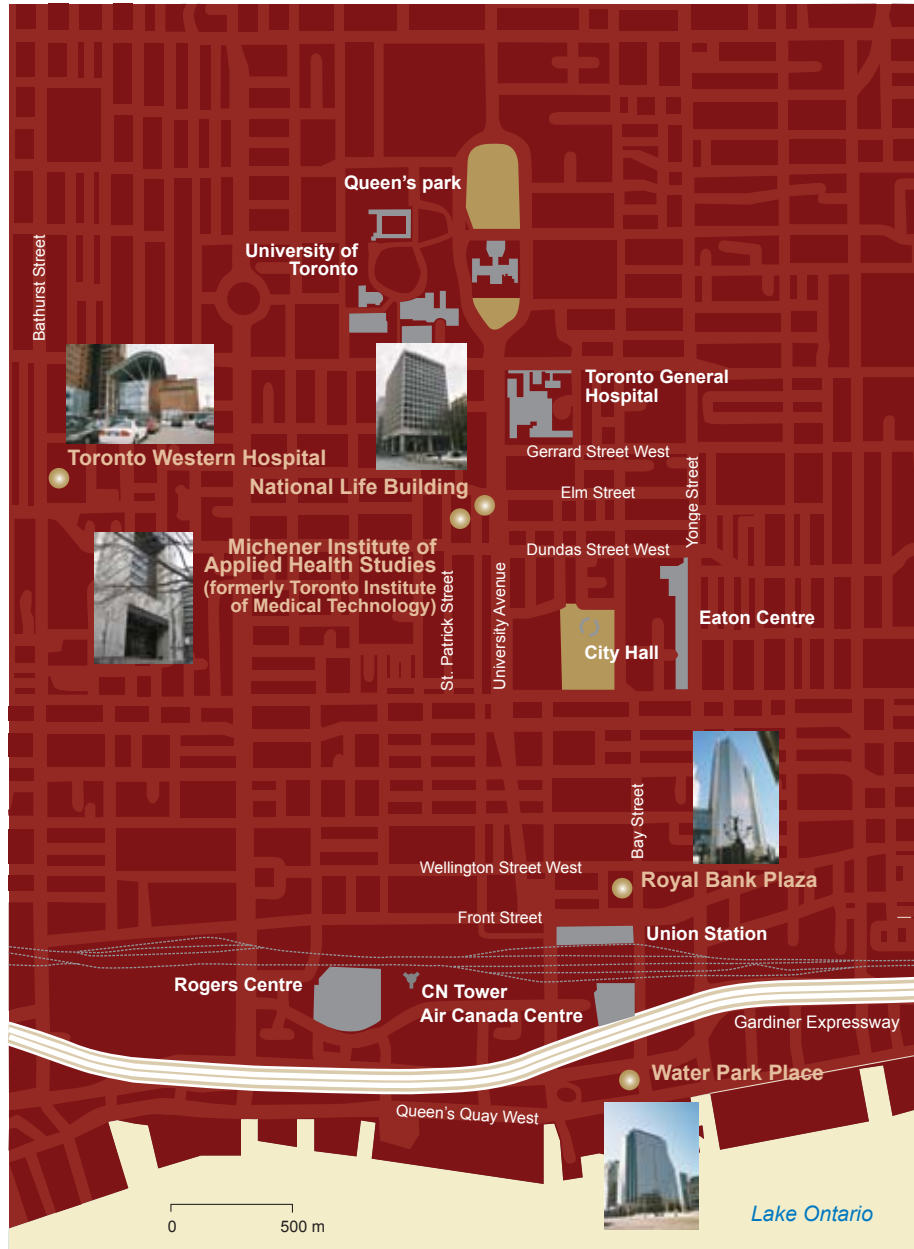 Queen's park
University of
Toronto
Bathurst Street
Toronto General
Hospital
Gerrard Street West
Toronto Western Hospital
National Life Building
Elm Street
Yonge Street
Dundas Street West
Michener Institute of
Applied Health Studies
(formerly Toronto Institute
of Medical Technology)
St. Patrick Street
University Avenue
Eaton Centre
City Hall
Bay Street
Wellington Street West
Royal Bank Plaza
Front Street
Union Station
Rogers Centre
CN Tower
Air Canada Centre
Gardiner Expressway
Water Park Place
Queen's Quay West
0 500 m
Lake Ontario